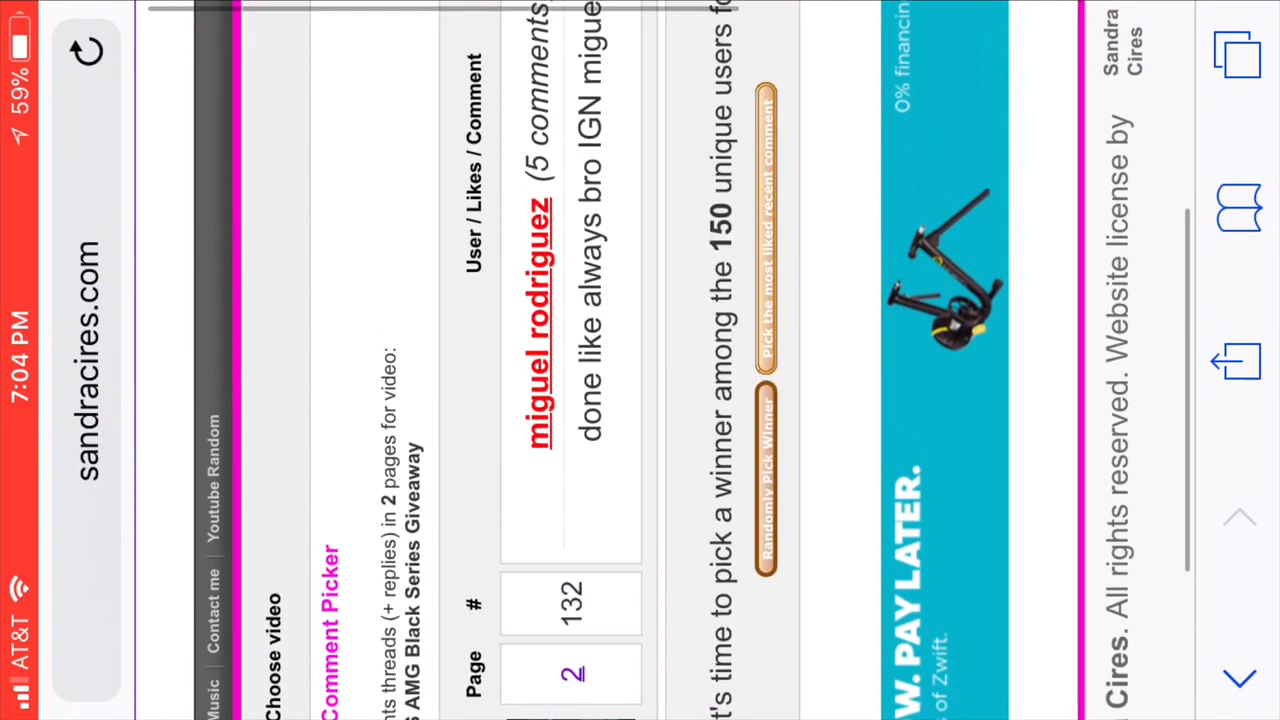 AT&T 7:04 PM 59%
sandracires.com
Music Contact me Youtube Random
Choose video
Comment Picker
threads (+ replies) in 2 pages for video:
AMG Black Series Giveaway
Page # User / Likes / Comment
2 132 miguel rodriguez (5 comments,
done like always bro IGN migue
t's time to pick a winner among the 150 unique users fo
Randomly Pick Winner Pick the most liked recent comment
W. PAY LATER. 0% financin
s of Zwift.
Cires. All rights reserved. Website license by Sandra
Cires